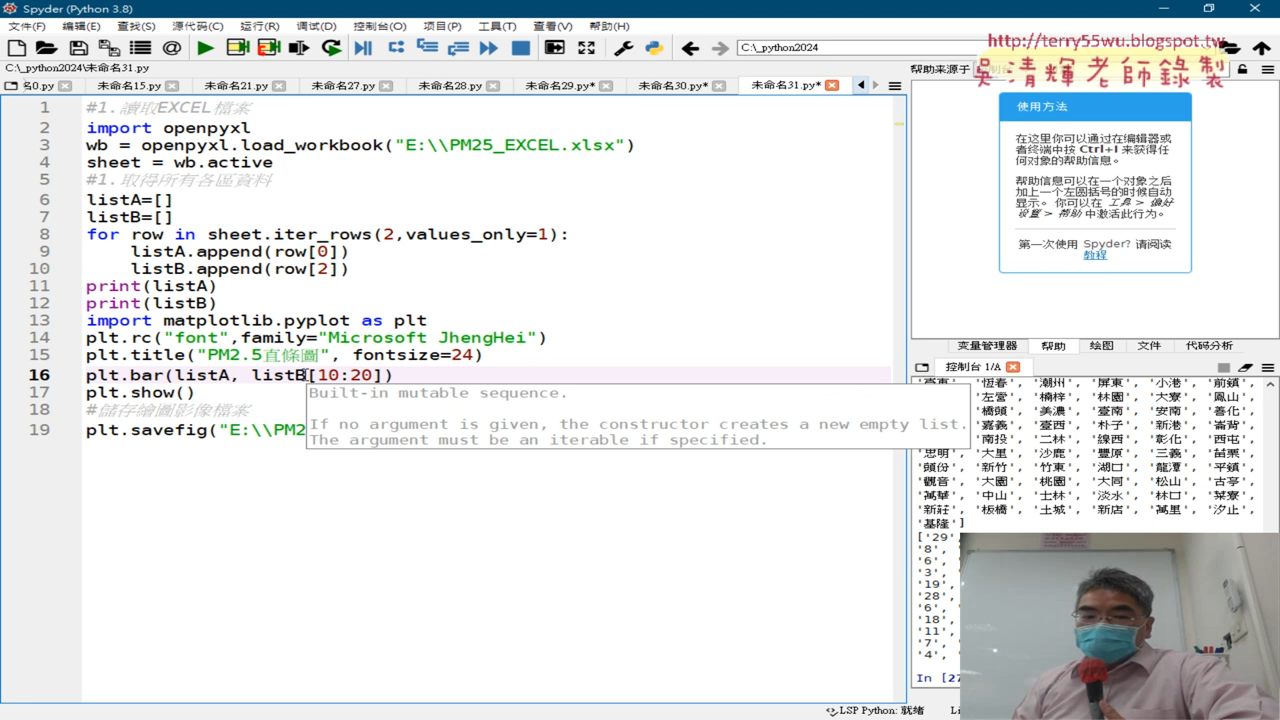 Spyder (Python 3.8)
文件(F) 编辑(E) 查找(S) 源代码(C) 运行(R) 调试(D) 控制台(O) 项目(P) 工具(T) 查看(V) 帮助(H)
C:\_python2024
http://terry55wu.blogspot.tw
吳清輝老師錄製
C:\_python2024\未命名31.py
帮助来源于
名0.py 未命名15.py 未命名21.py 未命名27.py 未命名28.py 未命名29.py* 未命名30.py* 未命名31.py*
1 #1.讀取EXCEL檔案
2 import openpyxl
3 wb = openpyxl.load_workbook("E:\\PM25_EXCEL.xlsx")
4 sheet = wb.active
5 #1.取得所有各區資料
6 listA=[]
7 listB=[]
8 for row in sheet.iter_rows(2,values_only=1):
9 listA.append(row[0])
10 listB.append(row[2])
11 print(listA)
12 print(listB)
13 import matplotlib.pyplot as plt
14 plt.rc("font",family="Microsoft JhengHei")
15 plt.title("PM2.5直條圖", fontsize=24)
16 plt.bar(listA, listB[10:20])
17 plt.show()
18 #儲存繪圖影像檔案
19 plt.savefig("E:\\PM2
Built-in mutable sequence.
If no argument is given, the constructor creates a new empty list.
The argument must be an iterable if specified.
使用方法
在这里你可以通过在编辑器或
者终端中按 Ctrl+I 来获得任
何对象的帮助信息。
帮助信息可以在一个对象之后
加上一个左圆括号的时候自动
显示。 你可以在 工具 > 偏好
设置 > 帮助 中激活此行为。
第一次使用 Spyder? 请阅读
教程
变量管理器 帮助 绘图 文件 代码分析
控制台 1/A
'恆春', '潮州', '屏東', '小港', '前鎮',
'左營', '楠梓', '林園', '大寮', '鳳山',
'橋頭', '美濃', '臺南', '安南', '善化',
'嘉義', '臺西', '朴子', '新港', '崙背',
'南投', '二林', '線西', '彰化', '西屯',
'忠明', '大里', '沙鹿', '豐原', '三義', '苗栗',
'頭份', '新竹', '竹東', '湖口', '龍潭', '平鎮',
'觀音', '大園', '桃園', '大同', '松山', '古亭',
'萬華', '中山', '士林', '淡水', '林口', '菜寮',
'新莊', '板橋', '土城', '新店', '萬里', '汐止',
'基隆']
['29',
'8',
'6',
'3',
'19',
'28',
'6',
'18',
'11',
'7',
'4',
In [27
LSP Python: 就绪